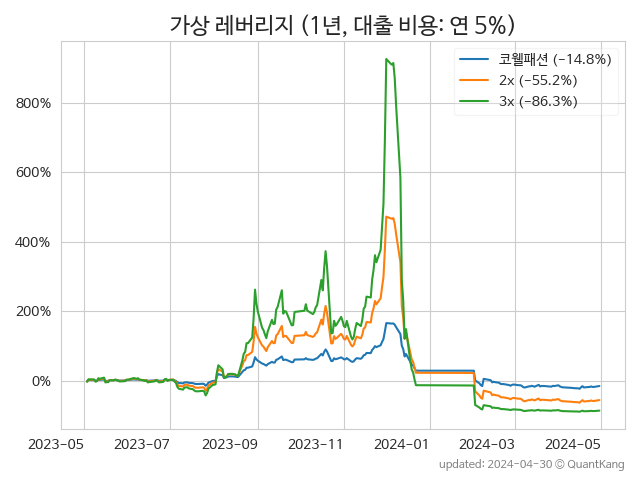 가상 레버리지 (1년, 대출 비용: 연 5%)
코웰패션 (−14.8%)
2x (−55.2%)
3x (−86.3%)
800%
600%
400%
200%
0%
2023-05 2023-07 2023-09 2023-11 2024-01 2024-03 2024-05
updated: 2024-04-30 © QuantKang